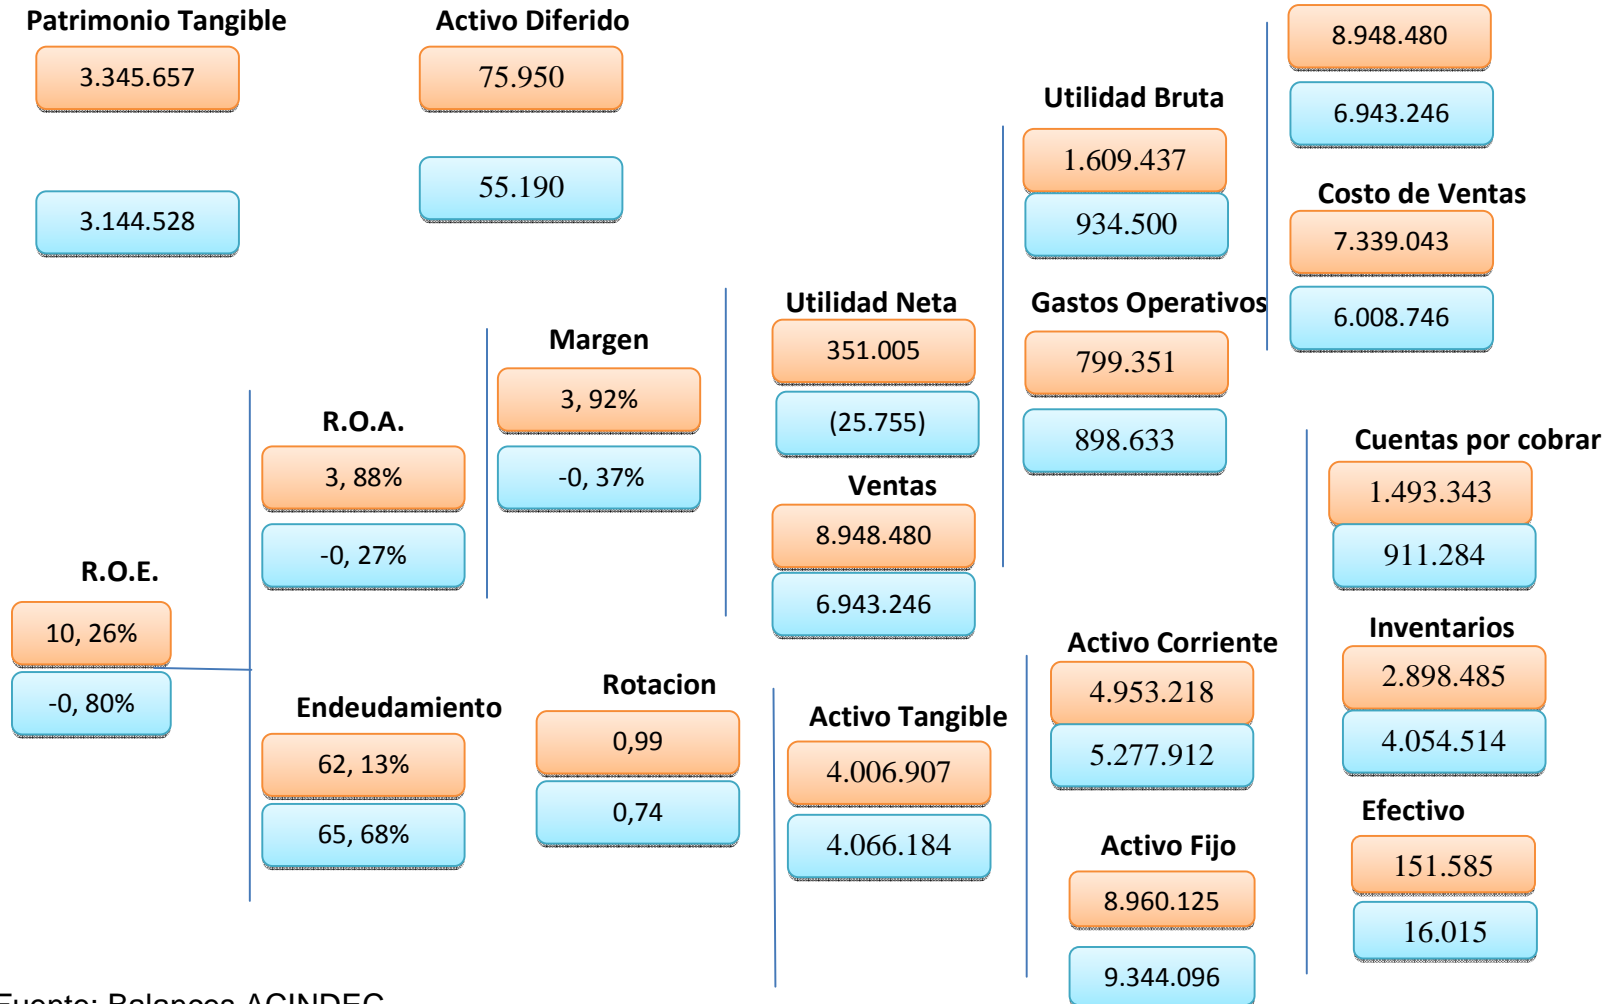 Patrimonio Tangible
3.345.657
3.144.528
Activo Diferido
75.950
55.190
R.O.E.
10, 26%
-0, 80%
R.O.A.
3, 88%
-0, 27%
Endeudamiento
62, 13%
65, 68%
Margen
3, 92%
-0, 37%
Rotacion
0,99
0,74
Utilidad Neta
351.005
(25.755)
Ventas
8.948.480
6.943.246
Activo Tangible
4.006.907
4.066.184
Utilidad Bruta
1.609.437
934.500
Gastos Operativos
799.351
898.633
Activo Corriente
4.953.218
5.277.912
Activo Fijo
8.960.125
9.344.096
8.948.480
6.943.246
Costo de Ventas
7.339.043
6.008.746
Cuentas por cobrar
1.493.343
911.284
Inventarios
2.898.485
4.054.514
Efectivo
151.585
16.015